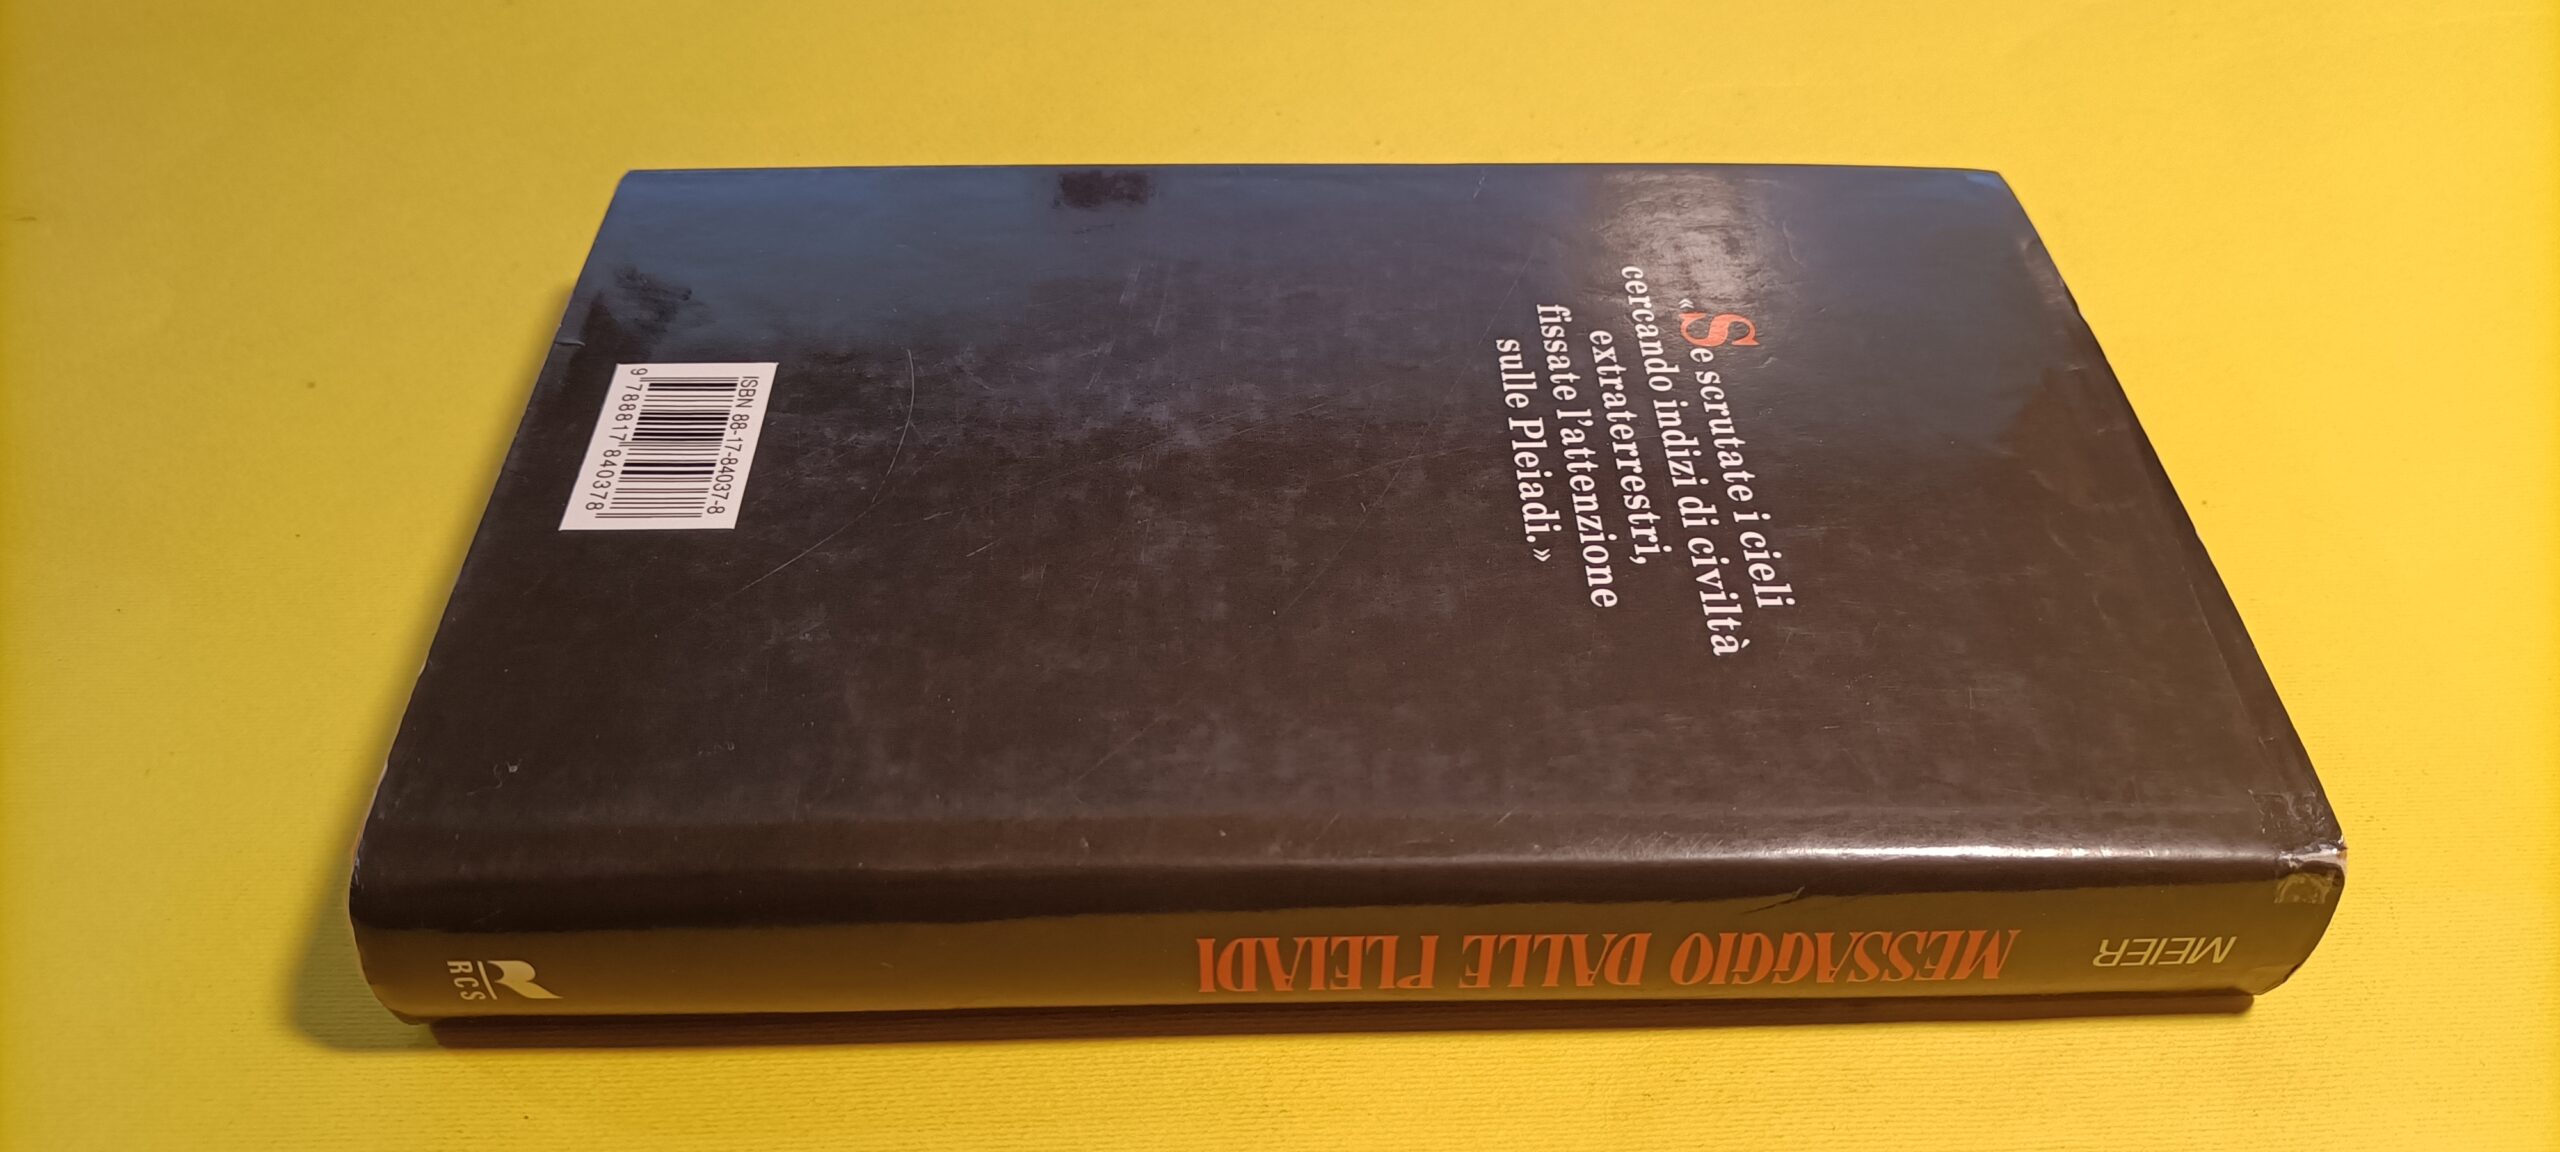 «Se scrutate i cieli
cercando indizi di civiltà
extraterrestri,
fissate l'attenzione
sulle Pleiadi.»
ISBN 88-17-84037-8
9 788817 840378
MEIER
MESSAGGIO DALLE PLEIADI
RCS